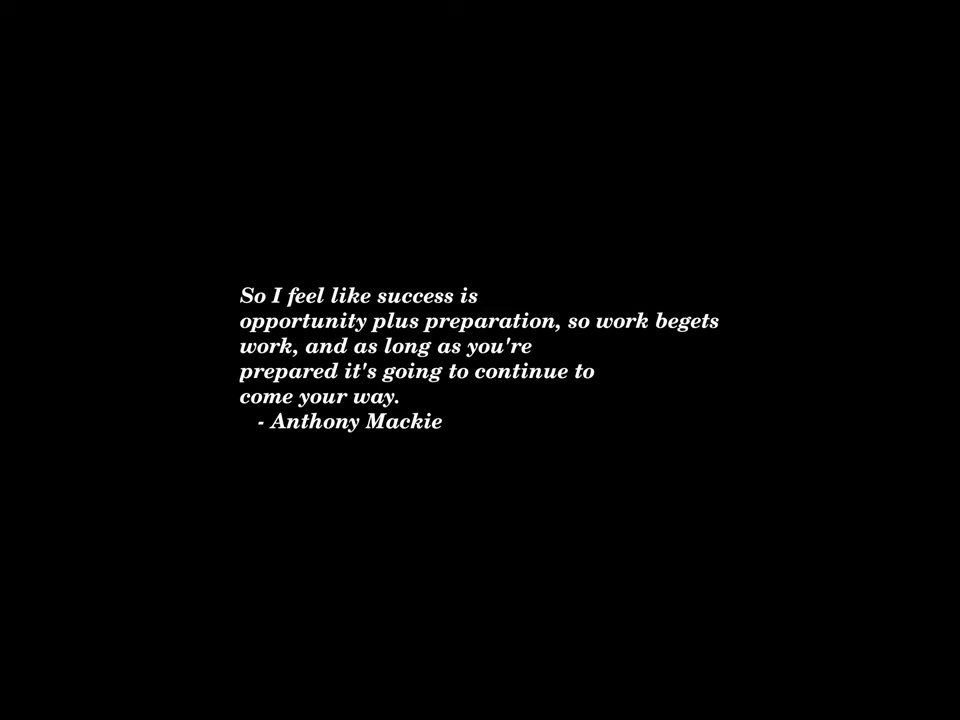 So I feel like success is
opportunity plus preparation, so work begets
work, and as long as you're
prepared it's going to continue to
come your way.
- Anthony Mackie